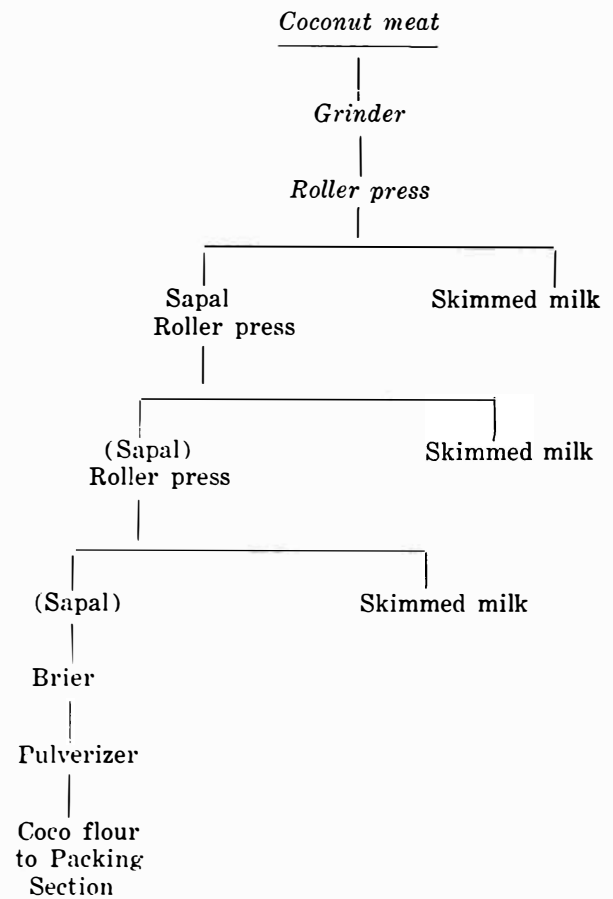 Coconut meat
Grinder
Roller press
Sapal
Roller press
Skimmed milk
(Sapal)
Roller press
Skimmed milk
(Sapal)
Skimmed milk
Brier
Pulverizer
Coco flour
to Packing
Section